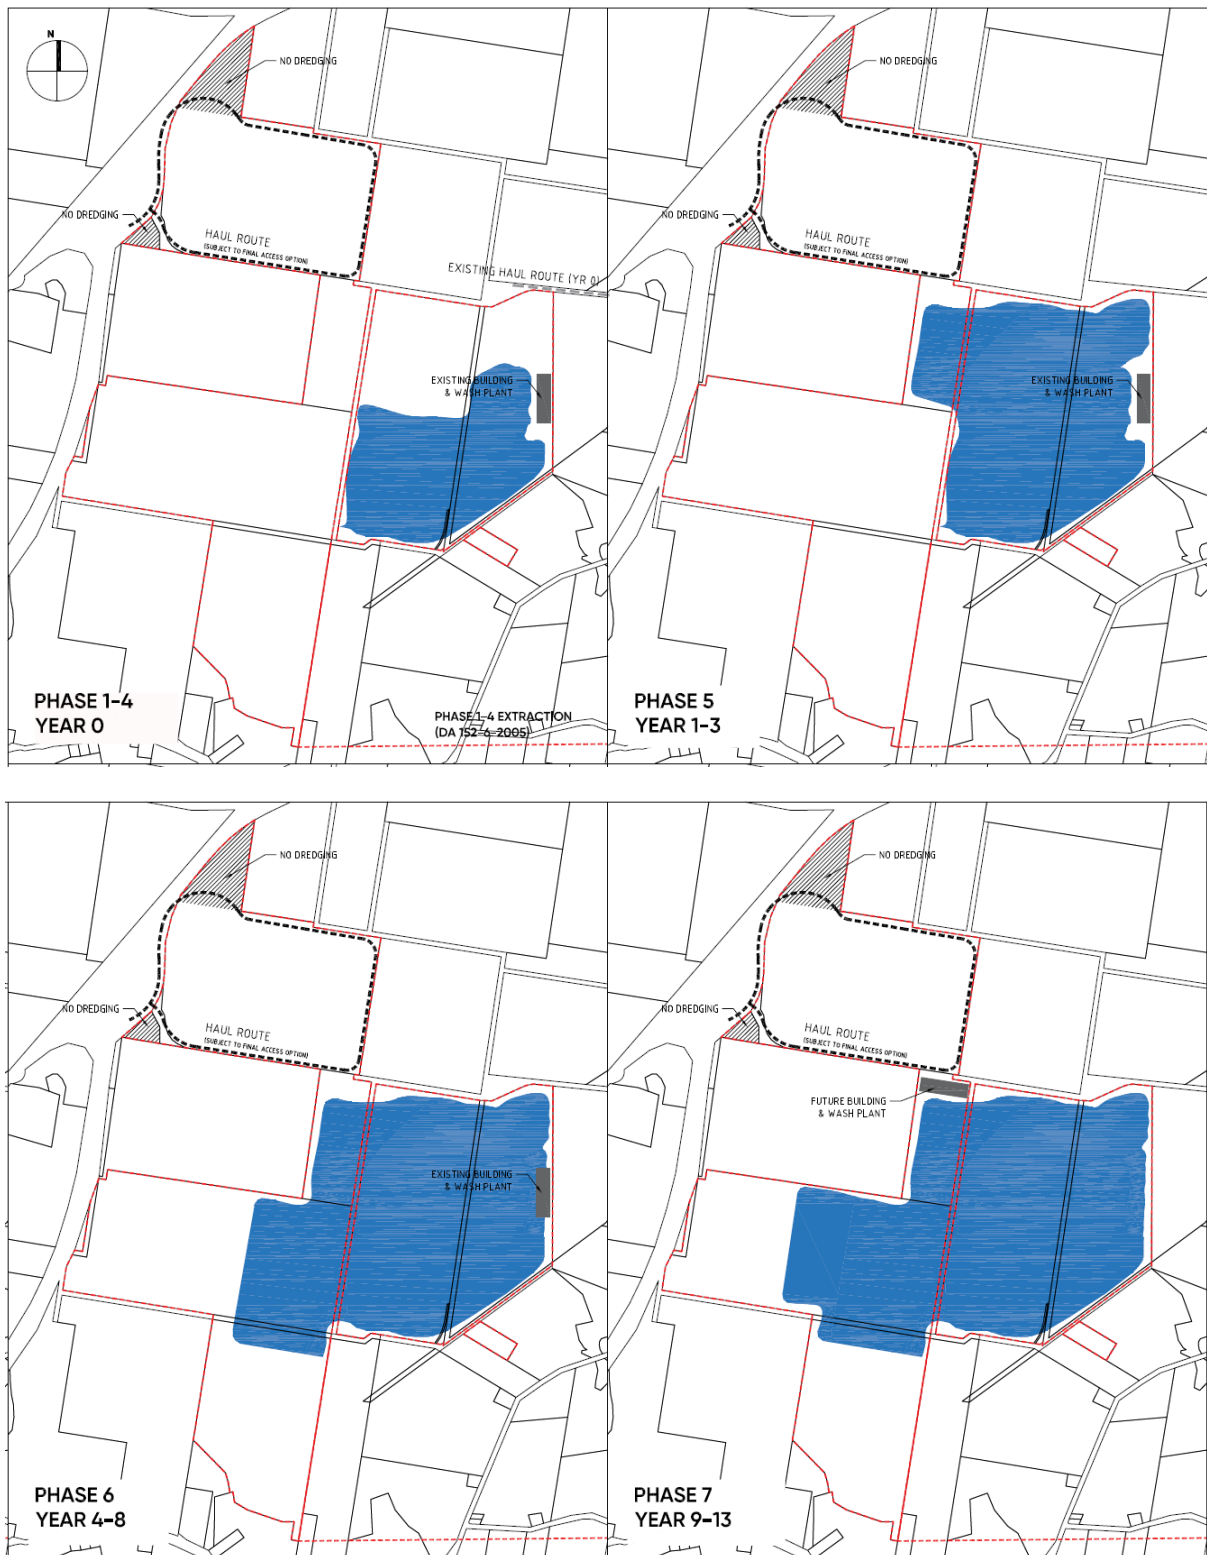 N
NO DREDGING
NO DREDGING
HAUL ROUTE
(SUBJECT TO FINAL ACCESS OPTION)
EXISTING HAUL ROUTE (YR 0)
EXISTING BUILDING
& WASH PLANT
PHASE 1-4
YEAR 0
PHASE 1-4 EXTRACTION
(DA 152-6-2005)
NO DREDGING
NO DREDGING
HAUL ROUTE
(SUBJECT TO FINAL ACCESS OPTION)
EXISTING BUILDING
& WASH PLANT
PHASE 5
YEAR 1-3
NO DREDGING
NO DREDGING
HAUL ROUTE
(SUBJECT TO FINAL ACCESS OPTION)
EXISTING BUILDING
& WASH PLANT
PHASE 6
YEAR 4-8
NO DREDGING
NO DREDGING
HAUL ROUTE
(SUBJECT TO FINAL ACCESS OPTION)
FUTURE BUILDING
& WASH PLANT
PHASE 7
YEAR 9-13